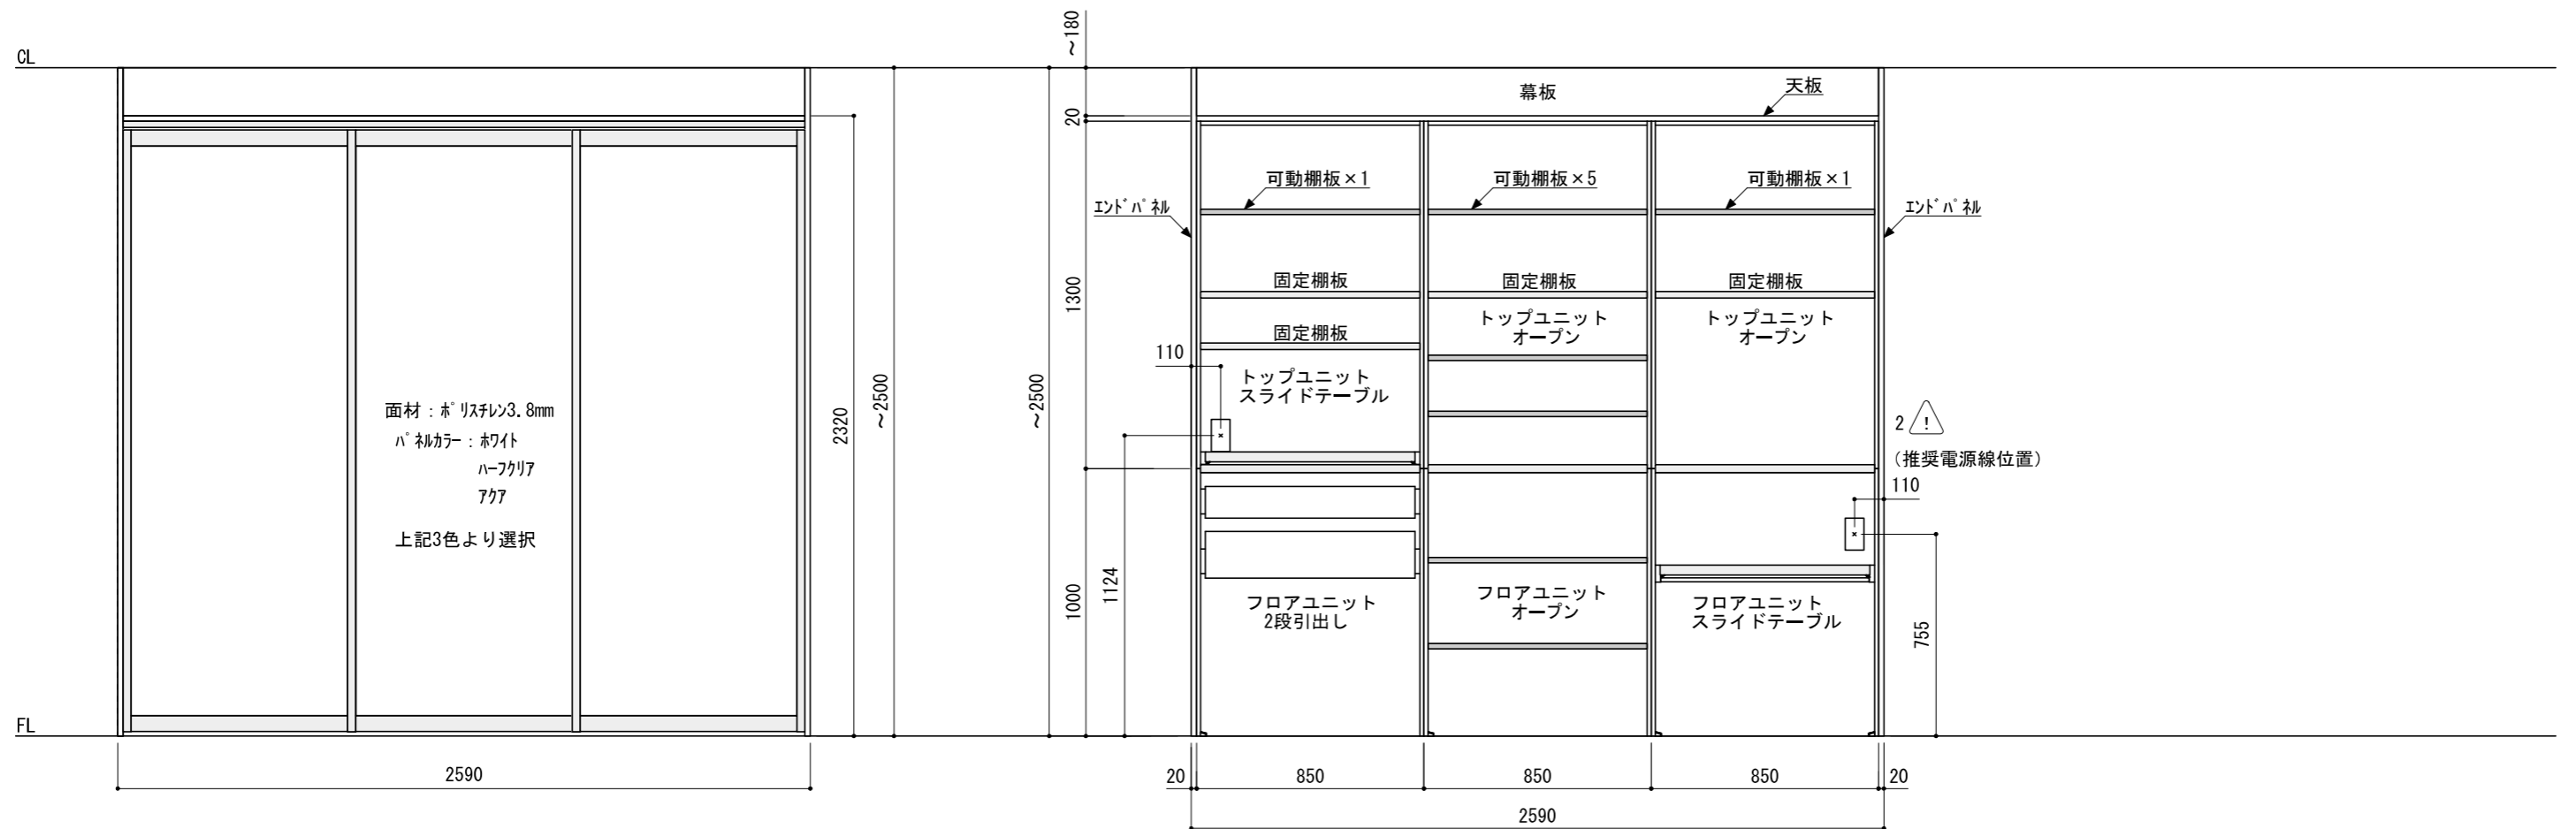 CL
~180
幕板
天板
20
可動棚板×1
可動棚板×5
可動棚板×1
エンドパネル
エンドパネル
固定棚板
固定棚板
固定棚板
1300
トップユニット
オープン
トップユニット
オープン
固定棚板
110
トップユニット
スライドテーブル
面材:ポリスチレン3.8mm
パネルカラー:ホワイト
ハーフクリア
アクア
上記3色より選択
2320
~2500
~2500
2
!
(推奨電源線位置)
110
1124
1000
フロアユニット
2段引出し
フロアユニット
オープン
フロアユニット
スライドテーブル
755
FL
2590
20
850
850
850
20
2590